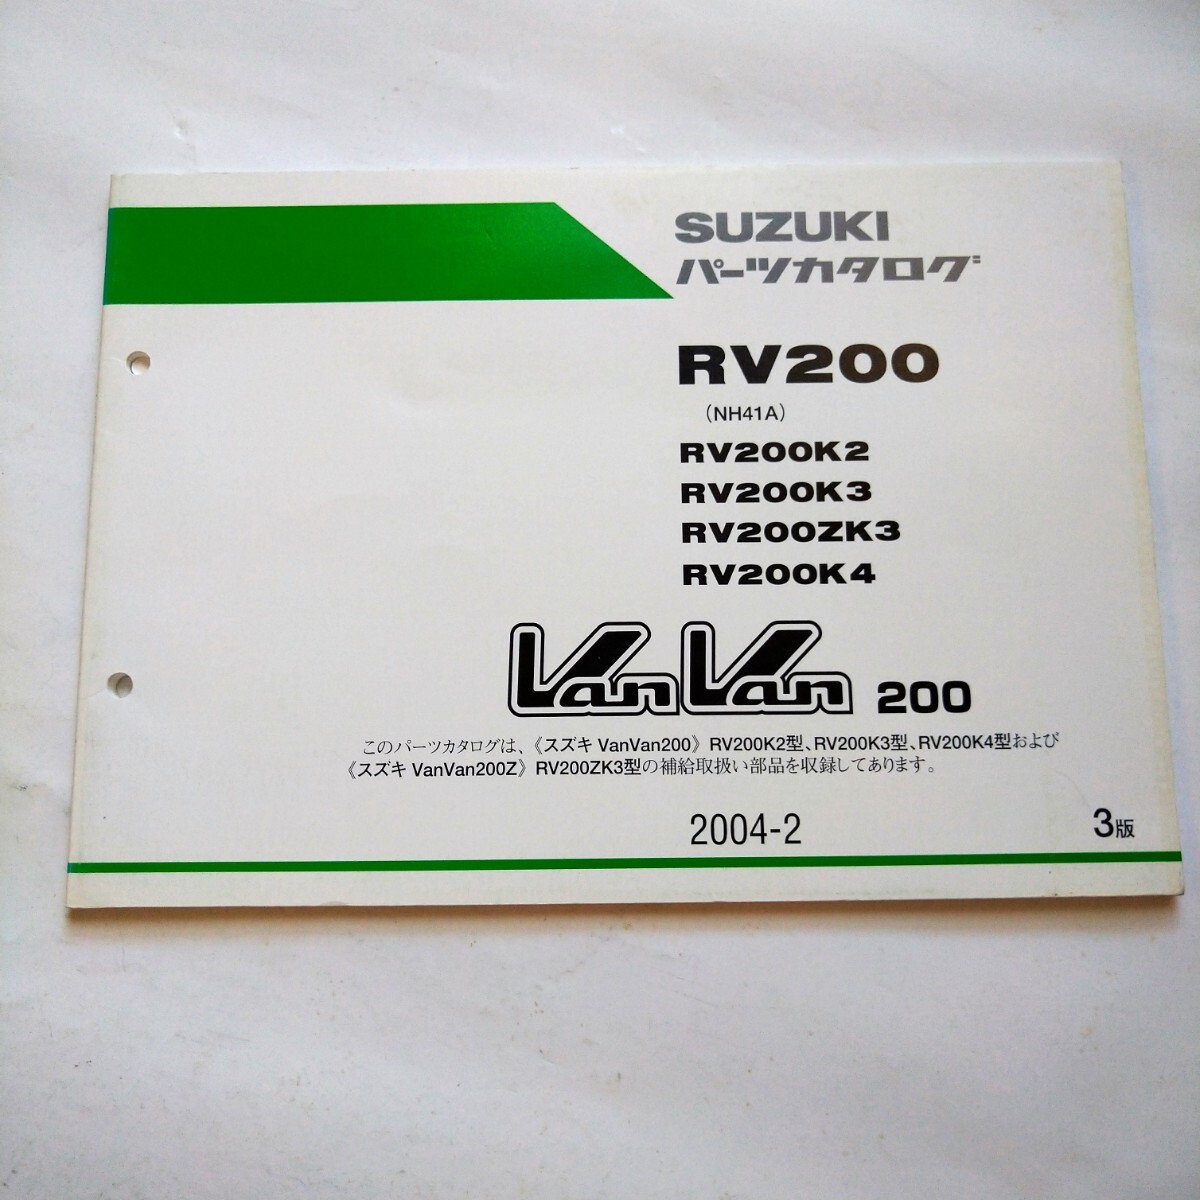 SUZUKI
パーツカタログ
RV200
（NH41A）
RV200K2
RV200K3
RV200ZK3
RV200K4
VanVan 200
このパーツカタログは、《スズキ VanVan200》RV200K2型、RV200K3型、RV200K4型および
《スズキ VanVan200Z》RV200ZK3型の補給取扱い部品を収録してあります。
2004-2
3版